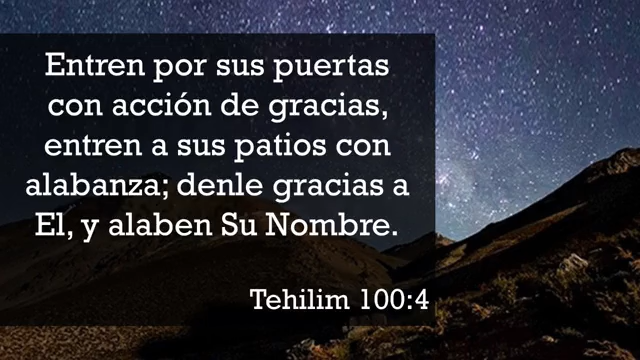 Entren por sus puertas
con acción de gracias,
entren a sus patios con
alabanza; denle gracias a
El, y alaben Su Nombre.
Tehilim 100:4